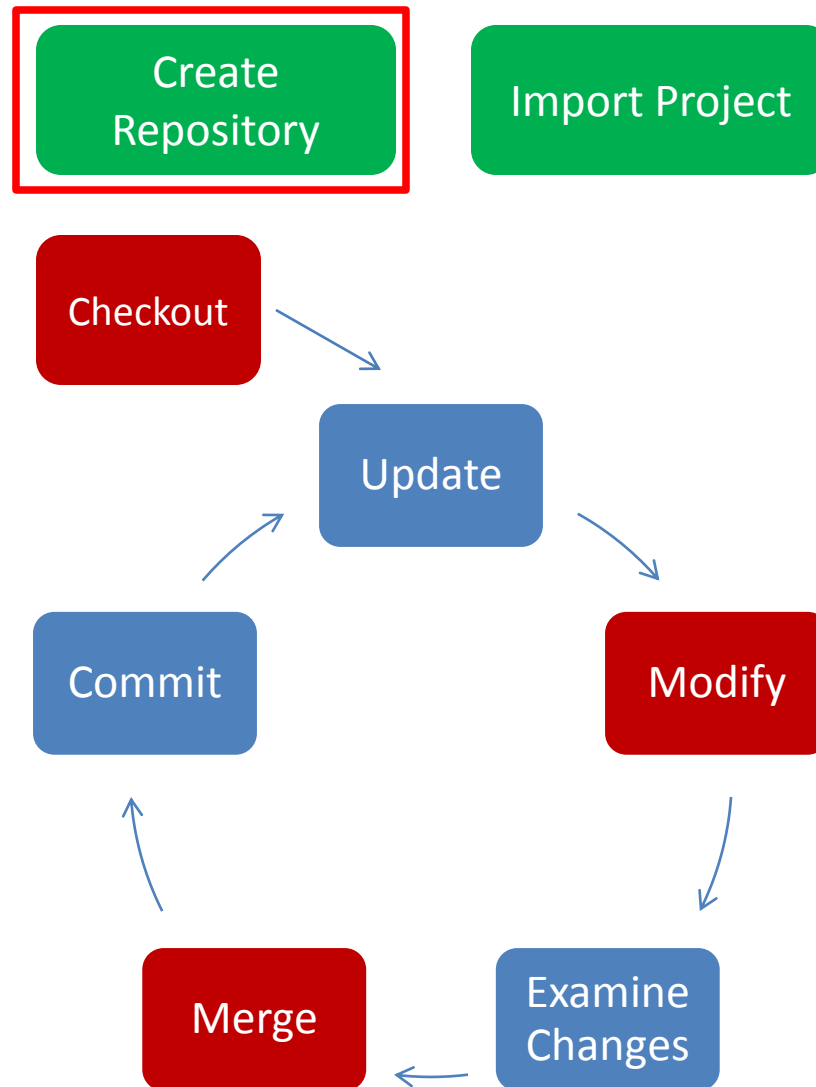 Create
Repository
Import Project
Checkout
Update
Commit
Modify
Merge
Examine
Changes